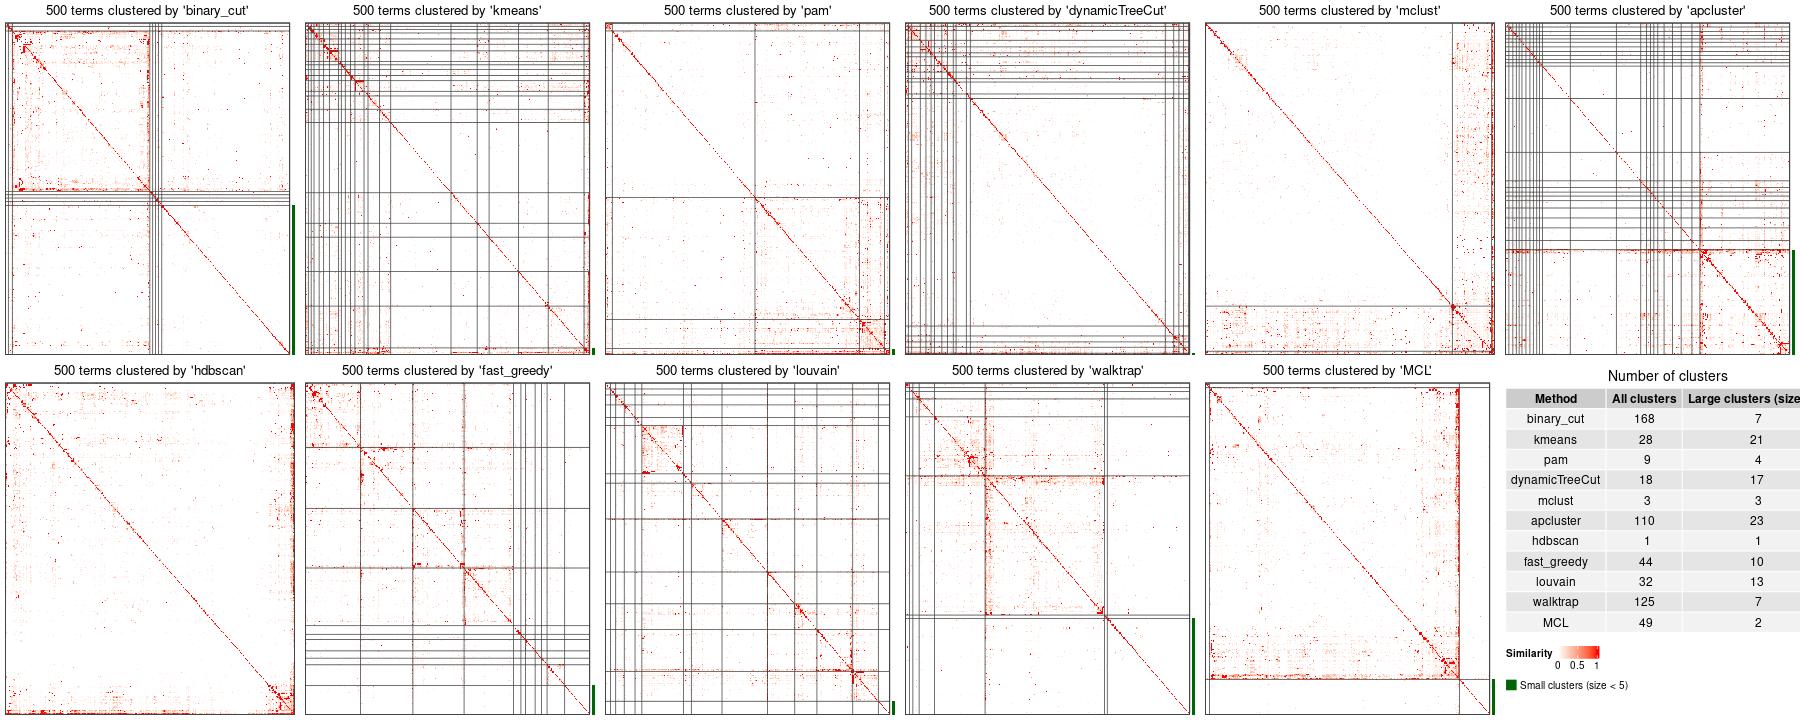 500 terms clustered by 'binary_cut'
500 terms clustered by 'kmeans'
500 terms clustered by 'pam'
500 terms clustered by 'dynamicTreeCut'
500 terms clustered by 'mclust'
500 terms clustered by 'apcluster'
500 terms clustered by 'hdbscan'
500 terms clustered by 'fast_greedy'
500 terms clustered by 'louvain'
500 terms clustered by 'walktrap'
500 terms clustered by 'MCL'
Number of clusters
Method All clusters Large clusters (size
binary_cut 168 7
kmeans 28 21
pam 9 4
dynamicTreeCut 18 17
mclust 3 3
apcluster 110 23
hdbscan 1 1
fast_greedy 44 10
louvain 32 13
walktrap 125 7
MCL 49 2
Similarity
0 0.5 1
Small clusters (size < 5)